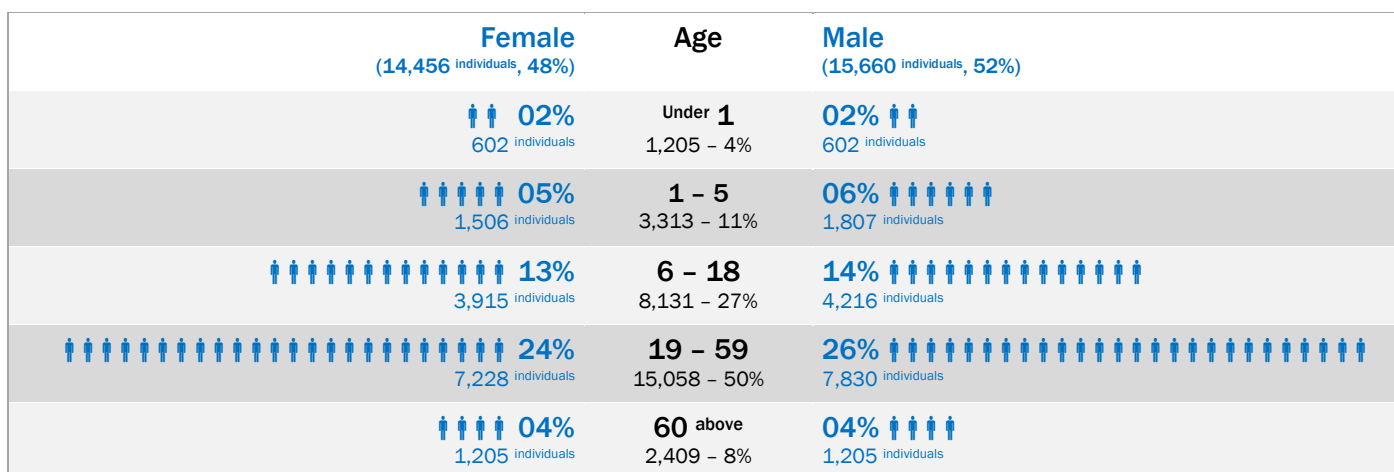 Female Age Male
(14,456 individuals, 48%) (15,660 individuals, 52%)
02% Under 1 02%
602 individuals 1,205 – 4% 602 individuals
05% 1 – 5 06%
1,506 individuals 3,313 – 11% 1,807 individuals
13% 6 – 18 14%
3,915 individuals 8,131 – 27% 4,216 individuals
24% 19 – 59 26%
7,228 individuals 15,058 – 50% 7,830 individuals
04% 60 above 04%
1,205 individuals 2,409 – 8% 1,205 individuals